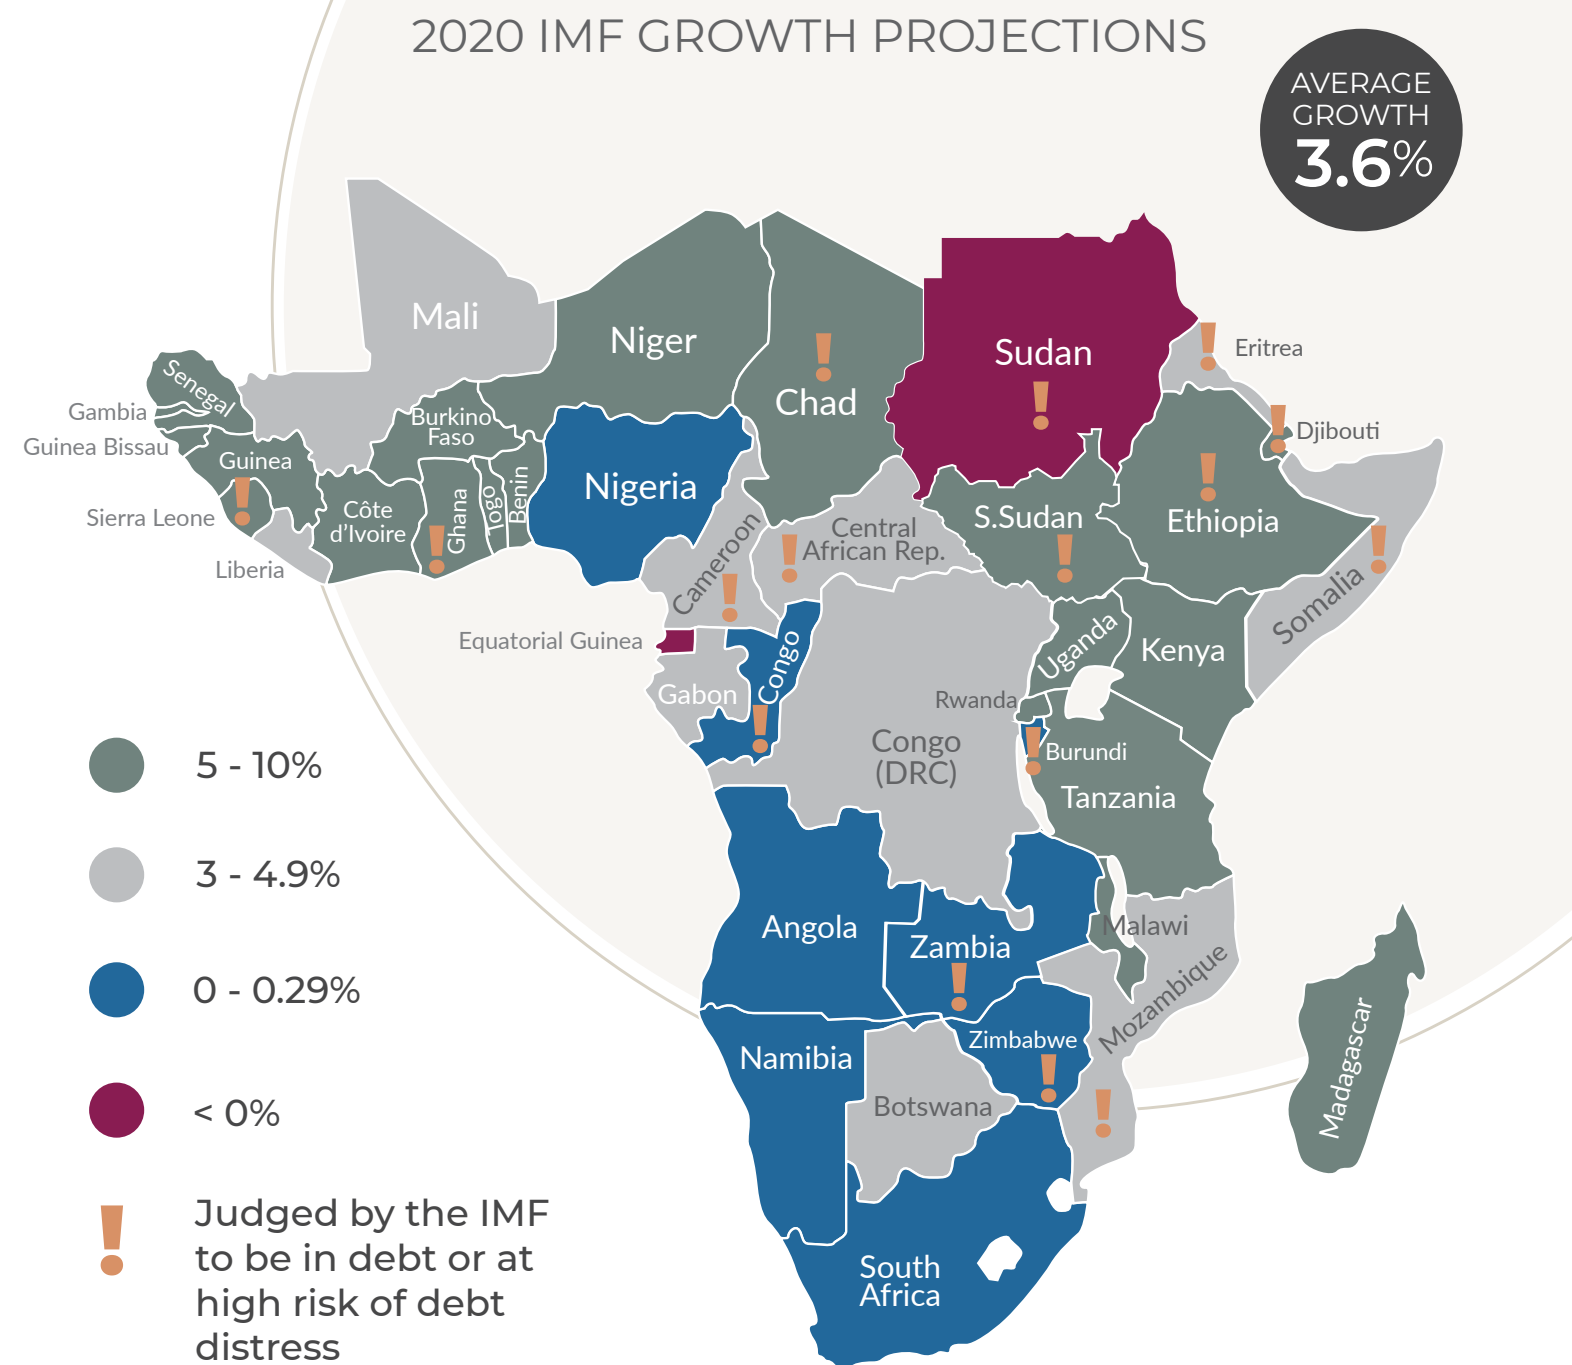 2020 IMF GROWTH PROJECTIONS
AVERAGE
GROWTH
3.6%
Mali
Niger
Chad
Sudan
Eritrea
Senegal
Gambia
Guinea Bissau
Guinea
Sierra Leone
Liberia
Burkino
Faso
Côte
d'Ivoire
Ghana
Togo
Benin
Nigeria
Cameroon
Central
African Rep.
S.Sudan
Ethiopia
Djibouti
Somalia
Equatorial Guinea
Gabon
Congo
Congo
(DRC)
Uganda
Kenya
Rwanda
Burundi
Tanzania
Angola
Zambia
Malawi
Mozambique
Namibia
Zimbabwe
Botswana
Madagascar
South
Africa
5 - 10%
3 - 4.9%
0 - 0.29%
< 0%
Judged by the IMF
to be in debt or at
high risk of debt
distress